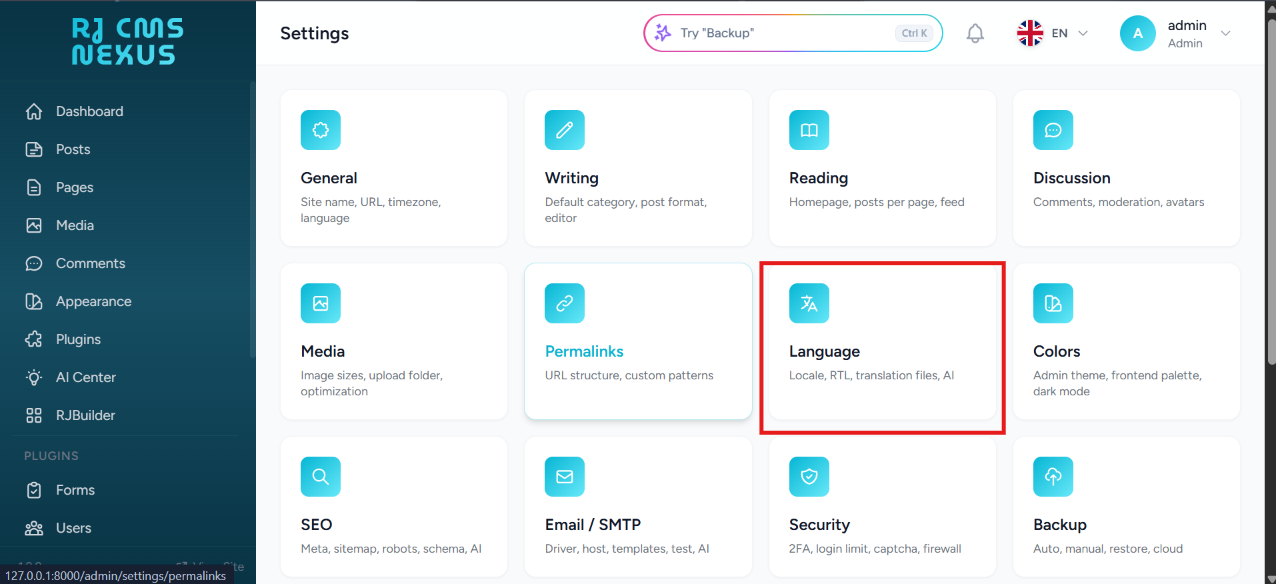 RJ CMS
NEXUS
Settings
Try "Backup"
Ctrl K
EN
A
admin
Admin
Dashboard
Posts
Pages
Media
Comments
Appearance
Plugins
AI Center
RJBuilder
PLUGINS
Forms
Users
127.0.0.1:8000/admin/settings/permalinks
General
Site name, URL, timezone,
language
Writing
Default category, post format,
editor
Reading
Homepage, posts per page, feed
Discussion
Comments, moderation, avatars
Media
Image sizes, upload folder,
optimization
Permalinks
URL structure, custom patterns
Language
Locale, RTL, translation files, AI
Colors
Admin theme, frontend palette,
dark mode
SEO
Meta, sitemap, robots, schema, AI
Email / SMTP
Driver, host, templates, test, AI
Security
2FA, login limit, captcha, firewall
Backup
Auto, manual, restore, cloud